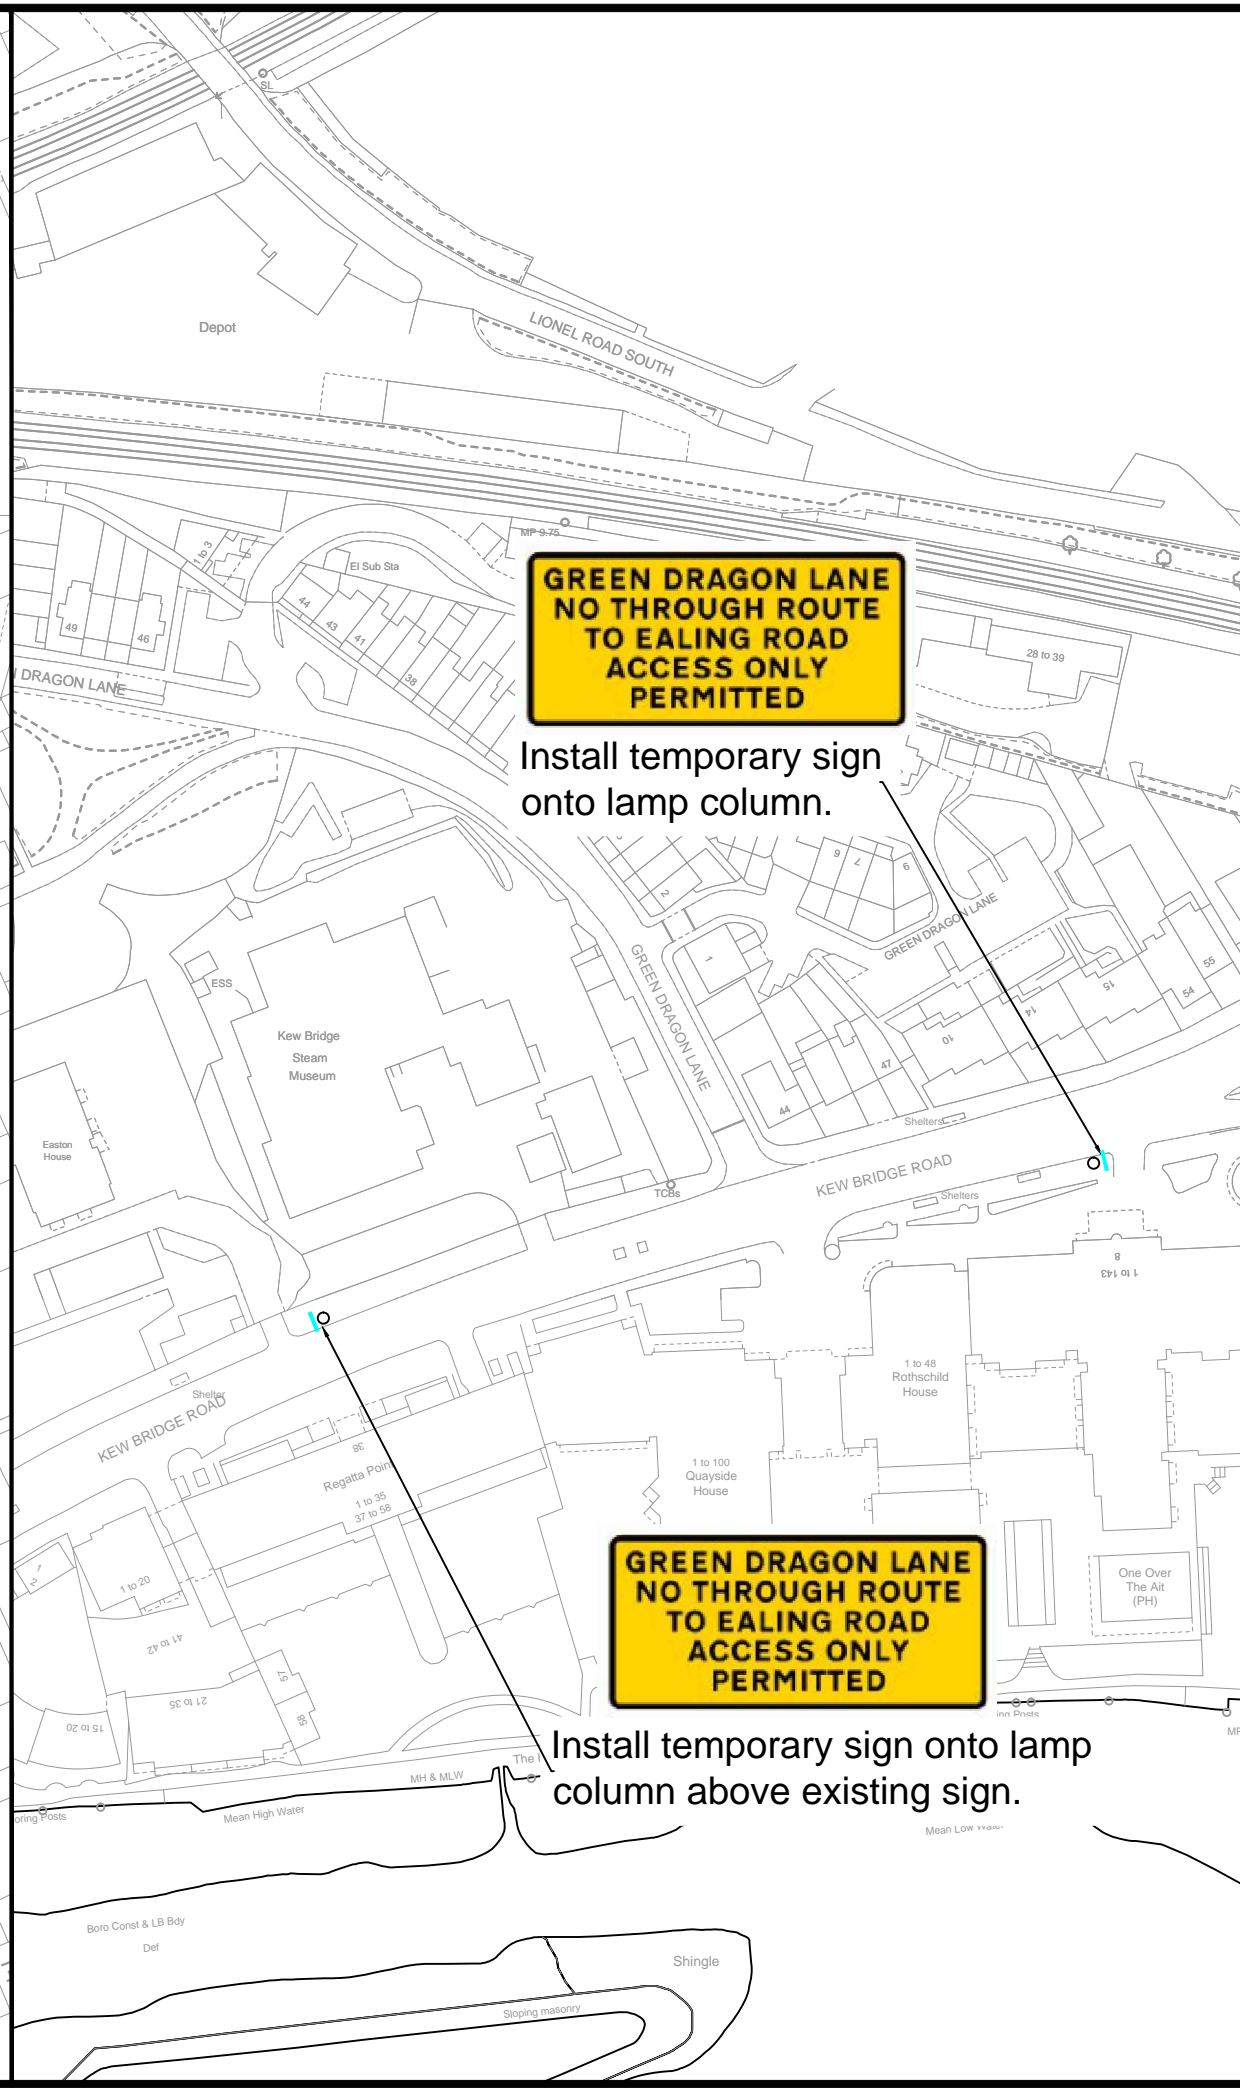 SL
Depot
LIONEL ROAD SOUTH
MP 9.75
1 to 3
El Sub Sta
49
46
44
43
41
38
DRAGON LANE
GREEN DRAGON LANE
NO THROUGH ROUTE
TO EALING ROAD
ACCESS ONLY
PERMITTED
28 to 39
Install temporary sign
onto lamp column.
2
6
7
9
1
GREEN DRAGON LANE
GREEN DRAGON LANE
ESS
Kew Bridge
Steam
Museum
55
54
15
14
10
47
44
Easton
House
Shelters
KEW BRIDGE ROAD
TCBs
Shelters
8
1 to 143
1 to 48
Rothschild
House
Shelter
KEW BRIDGE ROAD
38
Regatta Point
1 to 35
37 to 58
1 to 100
Quayside
House
1
2
1 to 20
41 to 42
One Over
The Ait
(PH)
GREEN DRAGON LANE
NO THROUGH ROUTE
TO EALING ROAD
ACCESS ONLY
PERMITTED
57
58
21 to 35
15 to 20
Posts
The
Install temporary sign onto lamp
column above existing sign.
MH & MLW
Posts
Mean High Water
Mean Low Water
Boro Const & LB Bdy
Def
Shingle
Sloping masonry